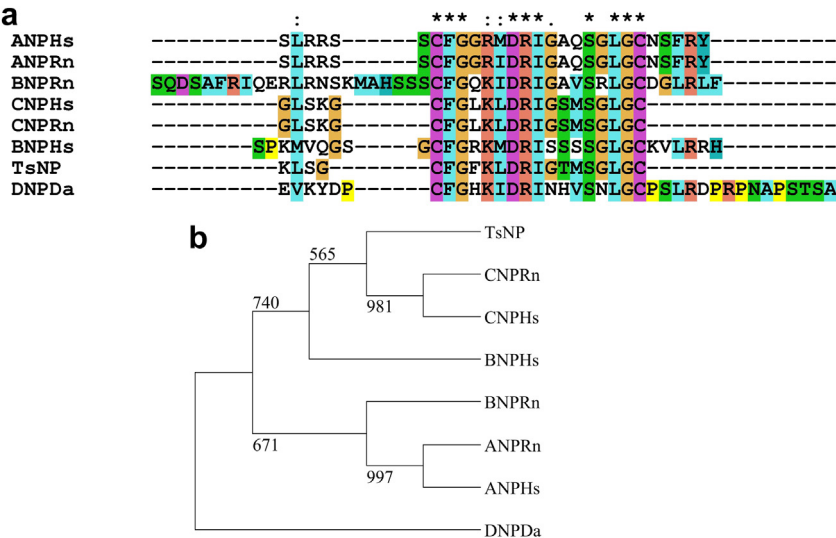 a
: *** ::***. * ***
ANPHs ----------SLRRS------SCFGGRMDRIGAQSGLGCNSFRY----------
ANPRn ----------SLRRS------SCFGGRIDRIGAQSGLGCNSFRY----------
BNPRn SQDSAFRIQERLRNSKMAHSSSCFGQKIDRIGAVSRLGCDGLRLF---------
CNPHs ----------GLSKG-------CFGLKLDRIGSMSGLGC---------------
CNPRn ----------GLSKG-------CFGLKLDRIGSMSGLGC---------------
BNPHs --------SPKMVQGS-----GCFGRKMDRISSSSGLGCKVLRRH---------
TsNP ----------KLSG--------CFGLKIDRIGTMSGLGC---------------
DNPDa ----------EVKYDP------CFGHKIDRINHVSNLGCPSLRDPRPNAPSTSA
b
TsNP
565
CNPRn
981
740
CNPHs
BNPHs
BNPRn
671
ANPRn
997
ANPHs
DNPDa